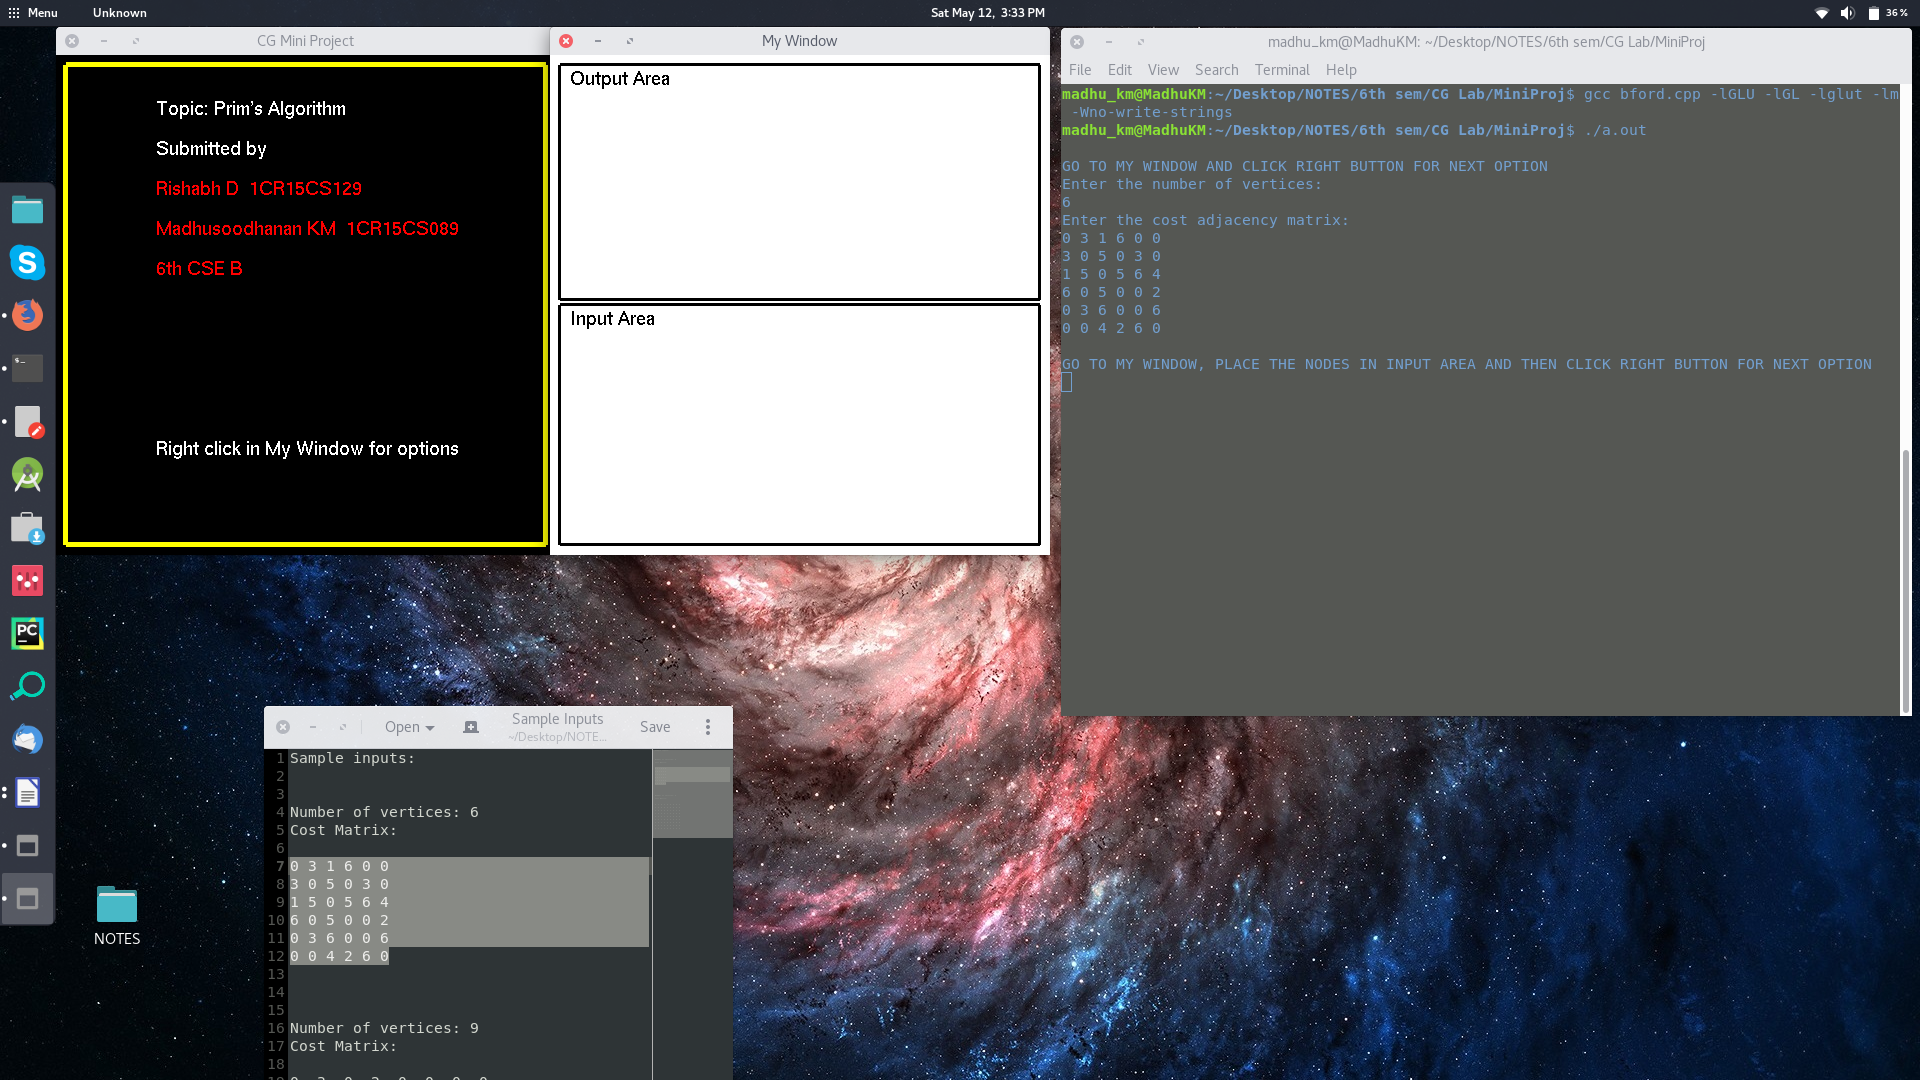 Menu
Unknown
Sat May 12, 3:33 PM
36 %
CG Mini Project
Topic: Prim's Algorithm
Submitted by
Rishabh D 1CR15CS129
Madhusoodhanan KM 1CR15CS089
6th CSE B
Right click in My Window for options
My Window
Output Area
Input Area
madhu_km@MadhuKM: ~/Desktop/NOTES/6th sem/CG Lab/MiniProj
File Edit View Search Terminal Help
madhu_km@MadhuKM:~/Desktop/NOTES/6th sem/CG Lab/MiniProj$ gcc bford.cpp -lGLU -lGL -lglut -lm
-Wno-write-strings
madhu_km@MadhuKM:~/Desktop/NOTES/6th sem/CG Lab/MiniProj$ ./a.out
GO TO MY WINDOW AND CLICK RIGHT BUTTON FOR NEXT OPTION
Enter the number of vertices:
6
Enter the cost adjacency matrix:
0 3 1 6 0 0
3 0 5 0 3 0
1 5 0 5 6 4
6 0 5 0 0 2
0 3 6 0 0 6
0 0 4 2 6 0
GO TO MY WINDOW, PLACE THE NODES IN INPUT AREA AND THEN CLICK RIGHT BUTTON FOR NEXT OPTION
S
PC
NOTES
Open
Sample Inputs
~/Desktop/NOTE...
Save
1 Sample inputs:
2
3
4 Number of vertices: 6
5 Cost Matrix:
6
7 0 3 1 6 0 0
8 3 0 5 0 3 0
9 1 5 0 5 6 4
10 6 0 5 0 0 2
11 0 3 6 0 0 6
12 0 0 4 2 6 0
13
14
15
16 Number of vertices: 9
17 Cost Matrix:
18